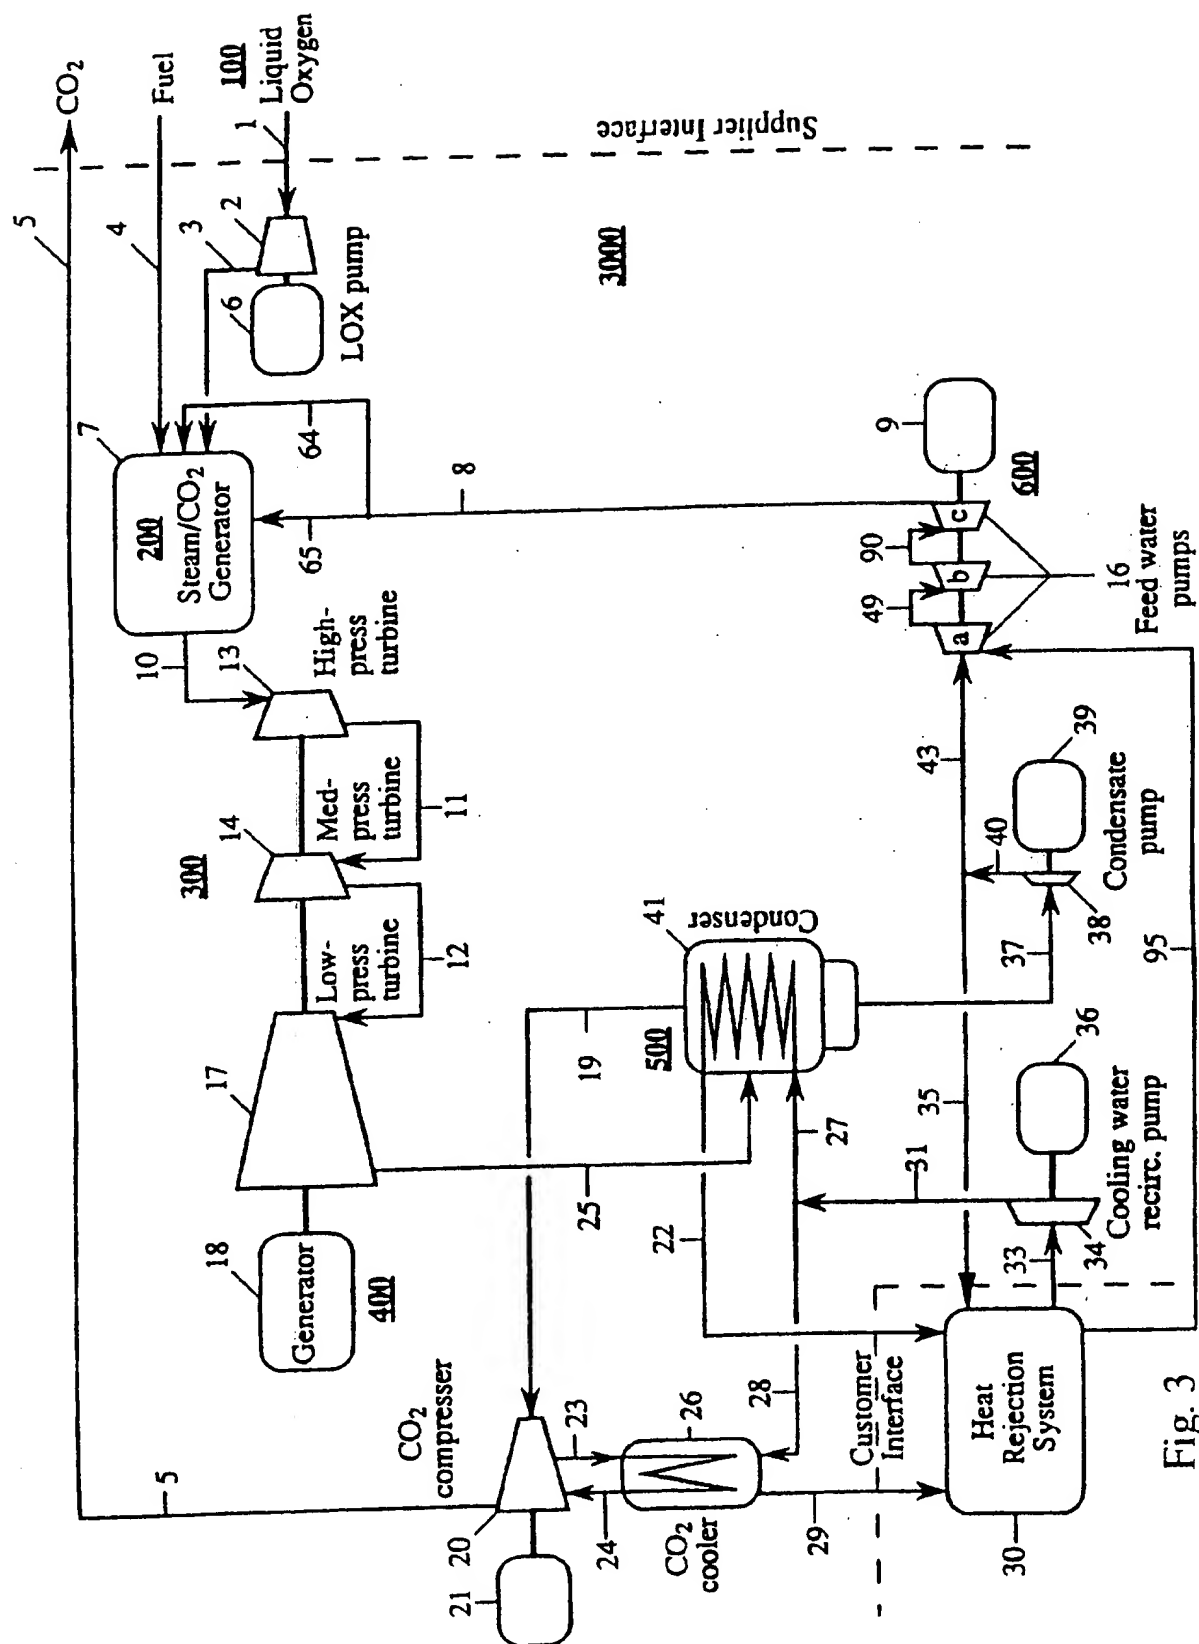 5
CO2
4
Fuel
3
2
100
Liquid
Oxygen
1
6
LOX pump
Supplier Interface
3000
7
200
Steam/CO2
Generator
64
65
8
10
13
High-
press
turbine
11
14
300
Med-
press
turbine
12
17
Low-
press
turbine
18
Generator
400
25
19
41
Condenser
500
22
27
28
31
5
CO2
compresser
20
21
23
24
26
CO2
cooler
29
Customer
Interface
Heat
Rejection
System
30
33
34
36
Cooling water
recirc. pump
35
43
37
38
39
40
Condensate
pump
95
9
600
90
49
a
b
c
16
Feed water
pumps
Fig. 3